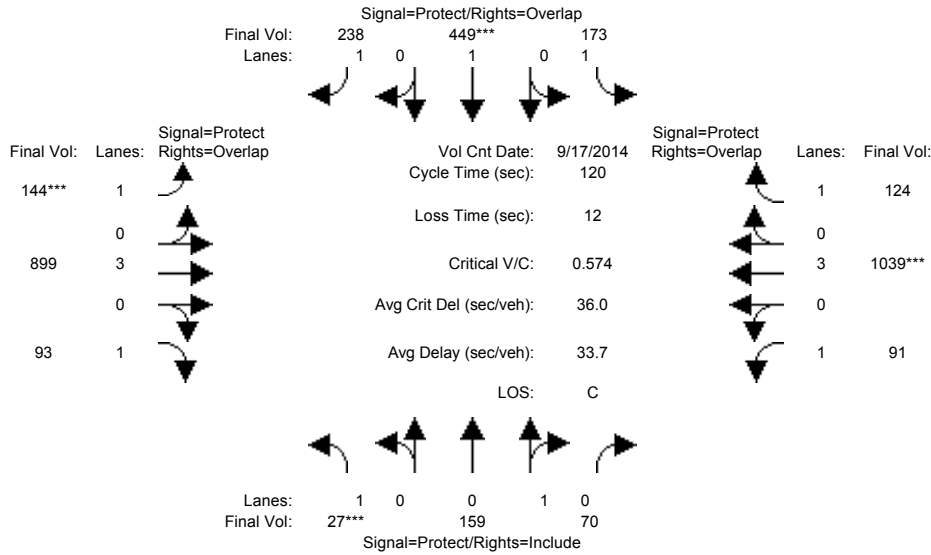 Signal=Protect/Rights=Overlap
Final Vol: 238 449*** 173
Lanes: 1 0 1 0 1
Signal=Protect
Final Vol: Lanes: Rights=Overlap
Vol Cnt Date: 9/17/2014
Signal=Protect
Rights=Overlap Lanes: Final Vol:
Cycle Time (sec): 120
144*** 1
1 124
Loss Time (sec): 12
0
0
899 3
Critical V/C: 0.574
3 1039***
0
Avg Crit Del (sec/veh): 36.0
0
93 1
Avg Delay (sec/veh): 33.7
1 91
LOS: C
Lanes: 1 0 0 1 0
Final Vol: 27*** 159 70
Signal=Protect/Rights=Include